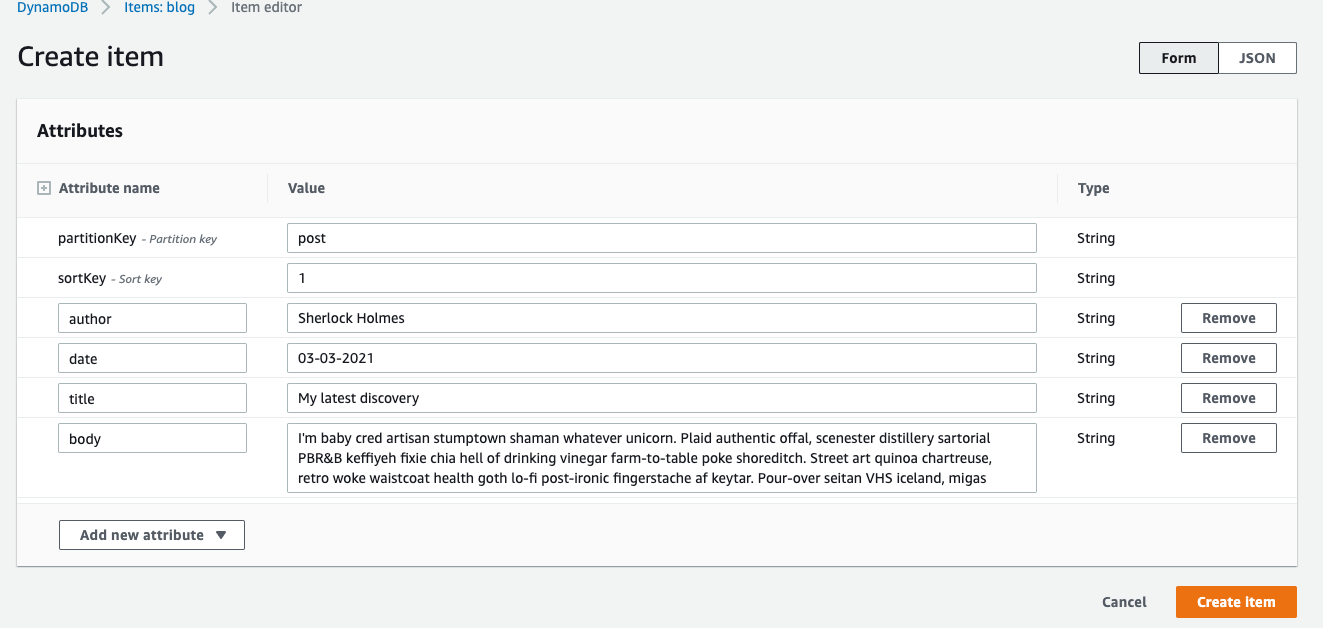 DynamoDB > Items: blog > Item editor
Create item
Form JSON
Attributes
Attribute name Value Type
partitionKey - Partition key post String
sortKey - Sort key 1 String
author Sherlock Holmes String Remove
date 03-03-2021 String Remove
title My latest discovery String Remove
body I'm baby cred artisan stumptown shaman whatever unicorn. Plaid authentic offal, scenester distillery sartorial String Remove
PBR&B keffiyeh fixie chia hell of drinking vinegar farm-to-table poke shoreditch. Street art quinoa chartreuse,
retro woke waistcoat health goth lo-fi post-ironic fingerstache af keytar. Pour-over seitan VHS iceland, migas
Add new attribute
Cancel Create item